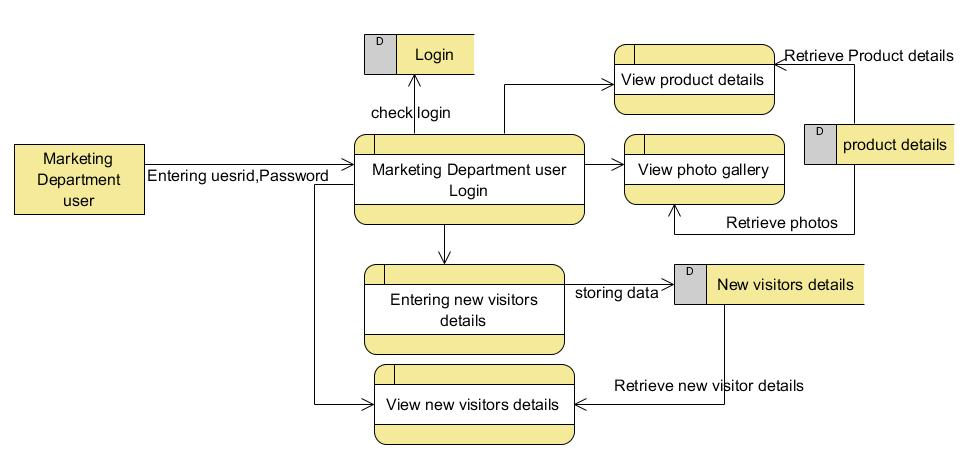 D
Login
View product details
Retrieve Product details
check login
D
product details
Marketing
Department
user
Entering uesrid,Password
Marketing Department user
Login
View photo gallery
Retrieve photos
Entering new visitors
details
storing data
D
New visitors details
View new visitors details
Retrieve new visitor details